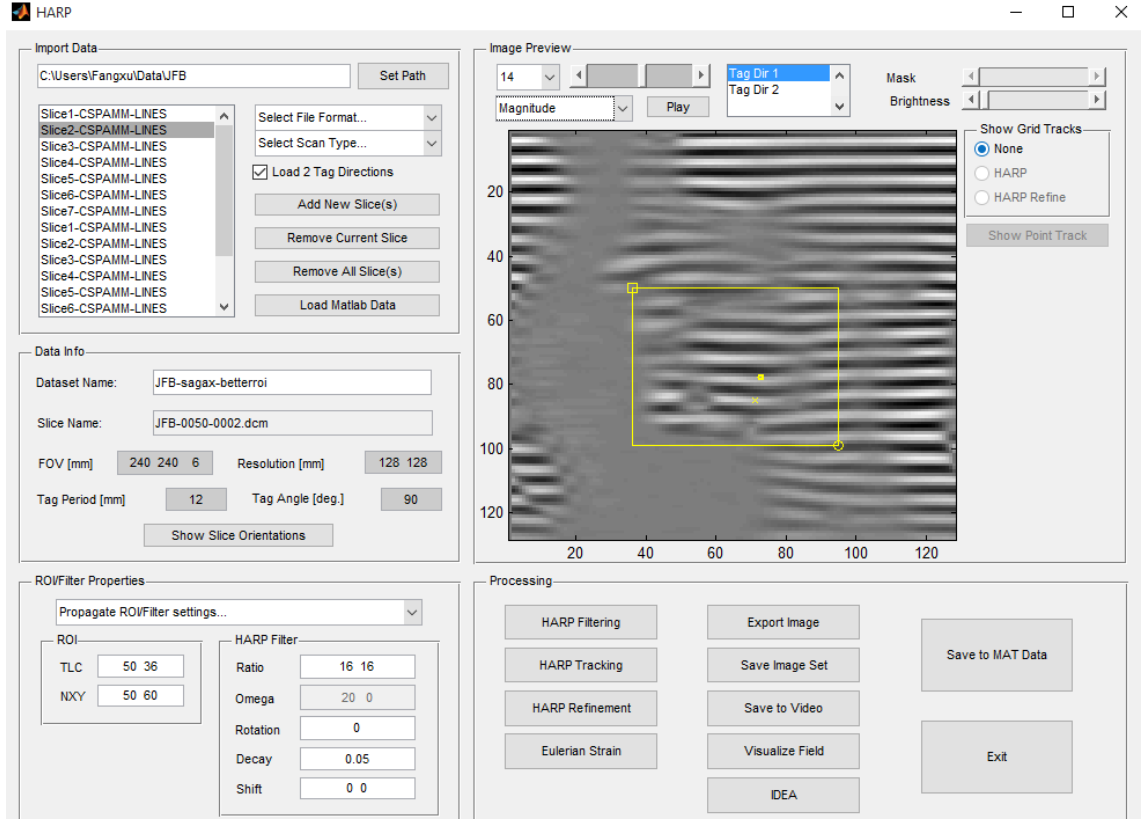 HARP
Import Data
C:\Users\Fangxu\Data\JFB
Set Path
Slice1-CSPAMM-LINES
Slice2-CSPAMM-LINES
Slice3-CSPAMM-LINES
Slice4-CSPAMM-LINES
Slice5-CSPAMM-LINES
Slice6-CSPAMM-LINES
Slice7-CSPAMM-LINES
Slice1-CSPAMM-LINES
Slice2-CSPAMM-LINES
Slice3-CSPAMM-LINES
Slice4-CSPAMM-LINES
Slice5-CSPAMM-LINES
Slice6-CSPAMM-LINES
Select File Format...
Select Scan Type...
Load 2 Tag Directions
Add New Slice(s)
Remove Current Slice
Remove All Slice(s)
Load Matlab Data
Data Info
Dataset Name: JFB-sagax-betterroi
Slice Name: JFB-0050-0002.dcm
FOV [mm] 240 240 6 Resolution [mm] 128 128
Tag Period [mm] 12 Tag Angle [deg.] 90
Show Slice Orientations
ROI/Filter Properties
Propagate ROI/Filter settings...
ROI
TLC 50 36
NXY 50 60
HARP Filter
Ratio 16 16
Omega 20 0
Rotation 0
Decay 0.05
Shift 0 0
Image Preview
14
Magnitude
Play
Tag Dir 1
Tag Dir 2
Mask
Brightness
Show Grid Tracks
None
HARP
HARP Refine
Show Point Track
20
40
60
80
100
120
20 40 60 80 100 120
Processing
HARP Filtering
HARP Tracking
HARP Refinement
Eulerian Strain
Export Image
Save Image Set
Save to Video
Visualize Field
IDEA
Save to MAT Data
Exit